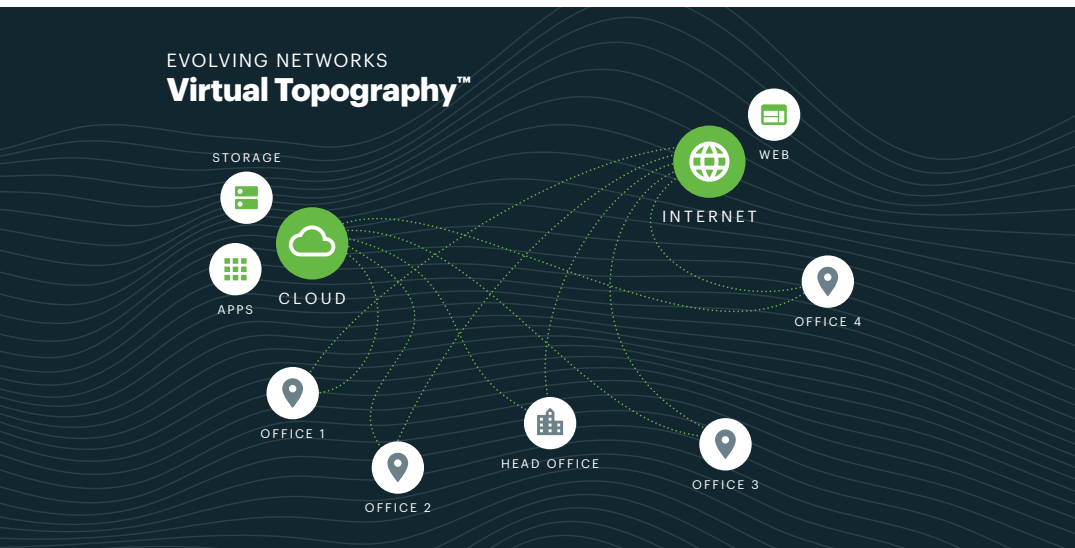 EVOLVING NETWORKS
Virtual Topography™
WEB
STORAGE
INTERNET
CLOUD
APPS
OFFICE 4
OFFICE 1
HEAD OFFICE
OFFICE 3
OFFICE 2